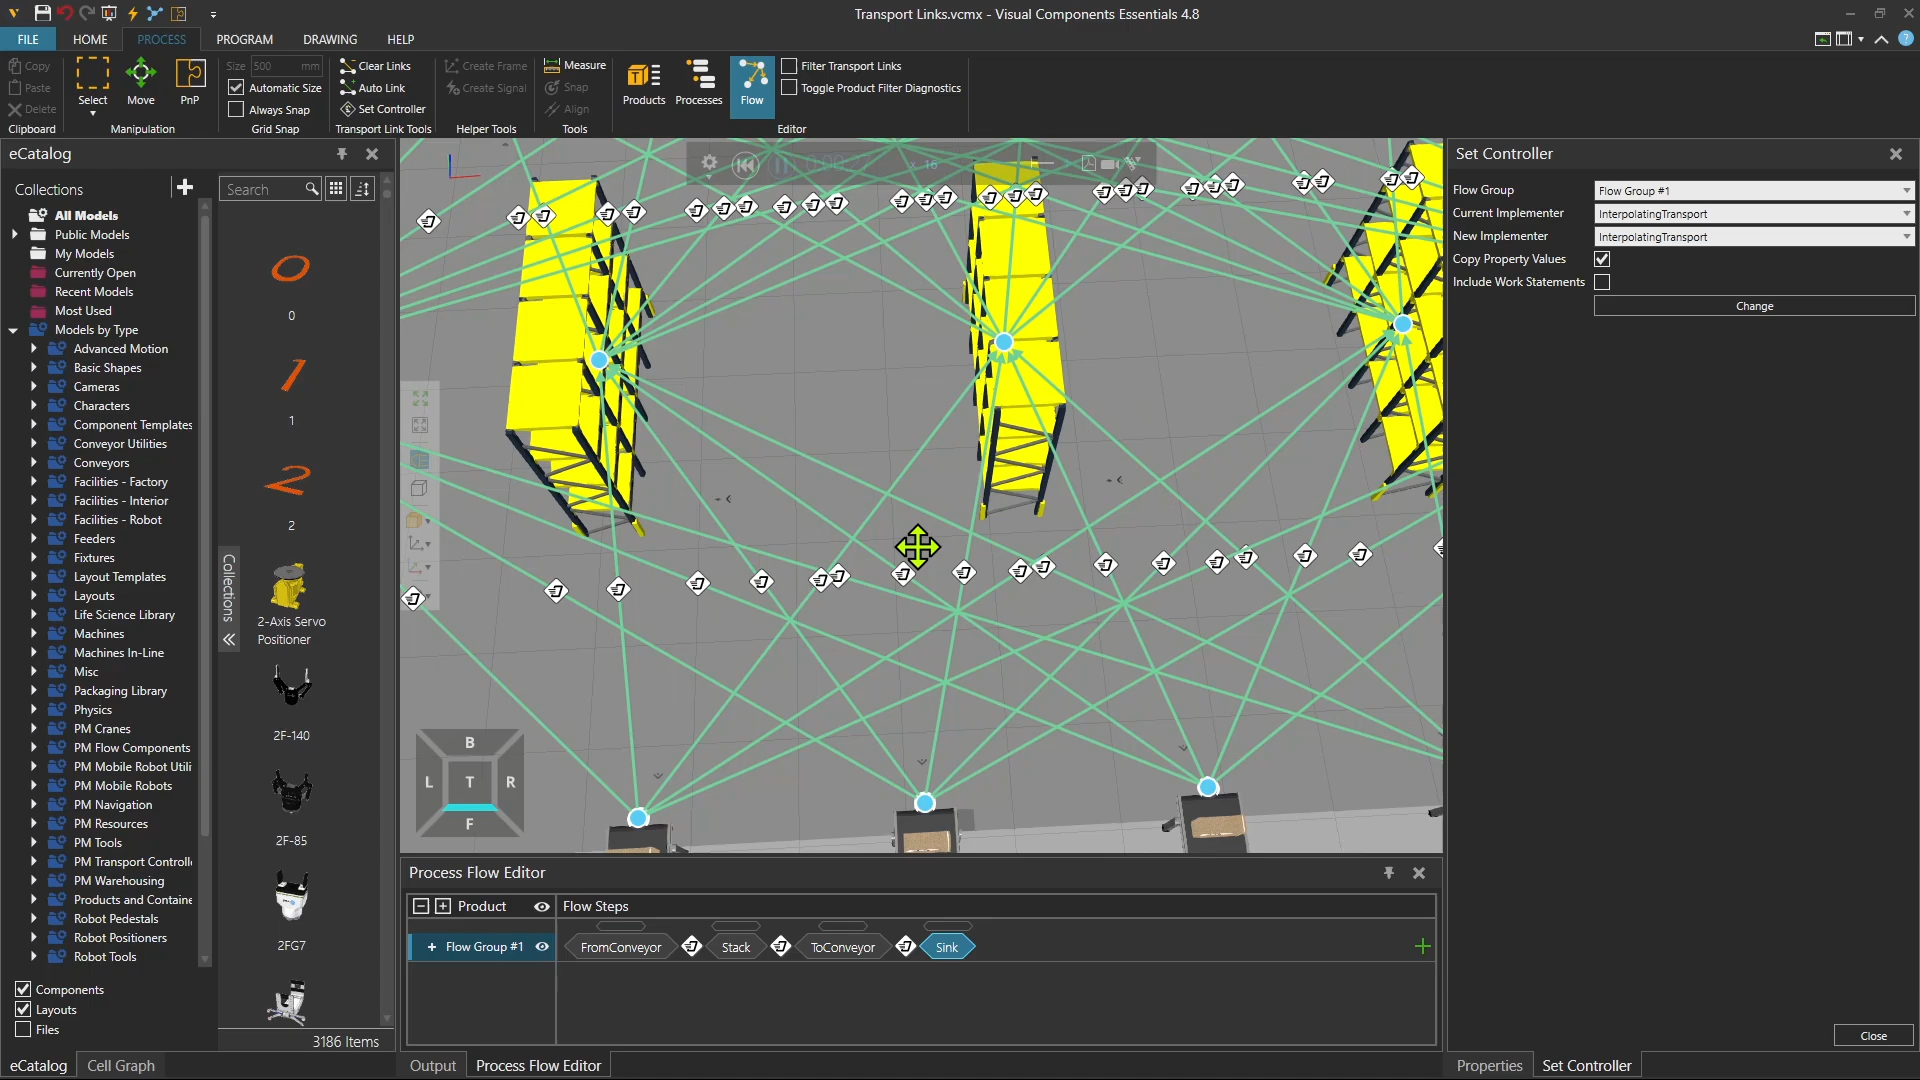 Transport Links.vcmx - Visual Components Essentials 4.8
FILE HOME PROCESS PROGRAM DRAWING HELP
Copy
Paste
Delete
Clipboard
Select
Move
PnP
Manipulation
Size 500 mm
Automatic Size
Always Snap
Grid Snap
Clear Links
Auto Link
Set Controller
Transport Link Tools
Create Frame
Create Signal
Helper Tools
Measure
Snap
Align
Tools
Products
Processes
Flow
Filter Transport Links
Toggle Product Filter Diagnostics
Editor
eCatalog
Collections
All Models
Public Models
My Models
Currently Open
Recent Models
Most Used
Models by Type
Advanced Motion
Basic Shapes
Cameras
Characters
Component Templates
Conveyor Utilities
Conveyors
Facilities - Factory
Facilities - Interior
Facilities - Robot
Feeders
Fixtures
Layout Templates
Layouts
Life Science Library
Machines
Machines In-Line
Misc
Packaging Library
Physics
PM Cranes
PM Flow Components
PM Mobile Robot Utili
PM Mobile Robots
PM Navigation
PM Resources
PM Tools
PM Transport Controlle
PM Warehousing
Products and Containe
Robot Pedestals
Robot Positioners
Robot Tools
Components
Layouts
Files
eCatalog Cell Graph
Search
0
1
2
2-Axis Servo
Positioner
2F-140
2F-85
2FG7
3186 Items
Collections
x 16
B
L T R
F
Process Flow Editor
Product Flow Steps
Flow Group #1 FromConveyor Stack ToConveyor Sink
Output Process Flow Editor
Set Controller
Flow Group Flow Group #1
Current Implementer InterpolatingTransport
New Implementer InterpolatingTransport
Copy Property Values
Include Work Statements
Change
Close
Properties Set Controller